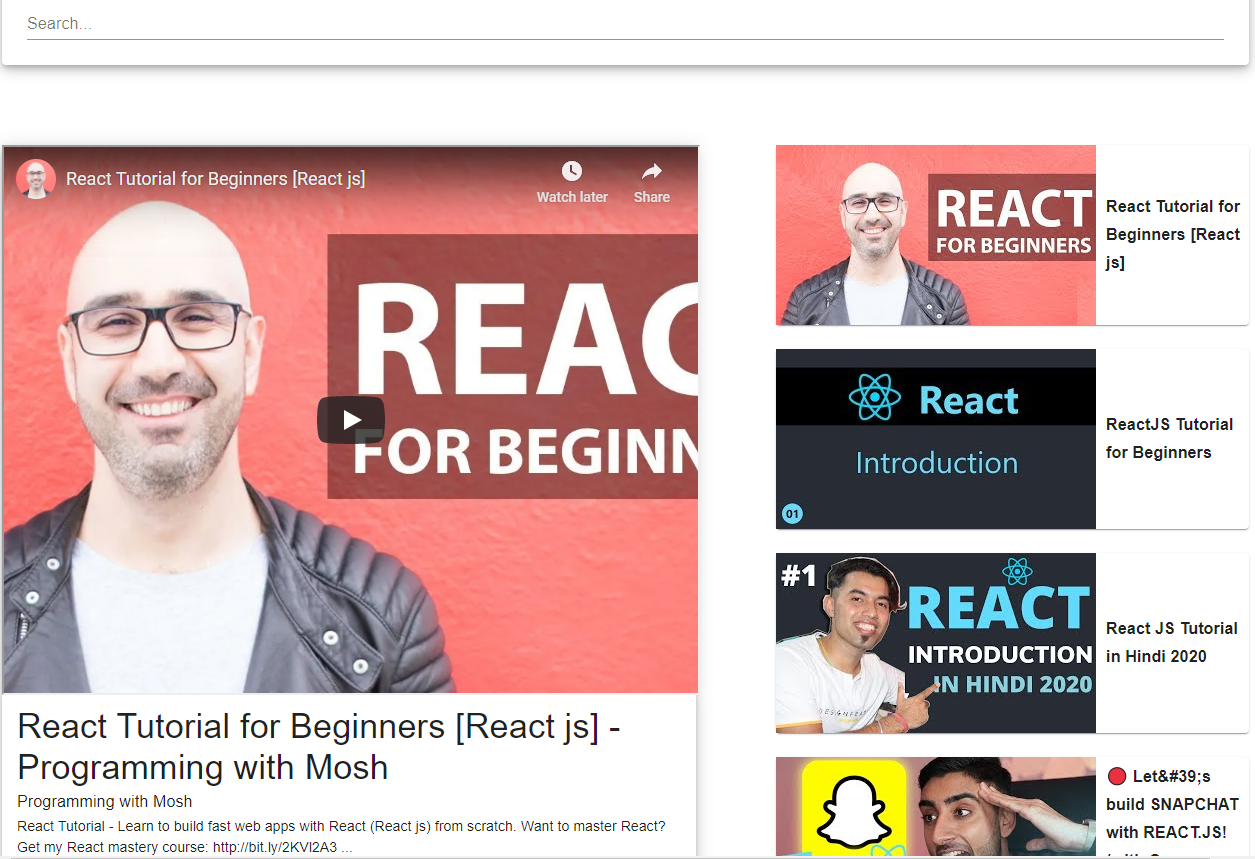 Search...
React Tutorial for Beginners [React js]
Watch later
Share
REAC
FOR BEGINN
React Tutorial for Beginners [React js] -
Programming with Mosh
Programming with Mosh
React Tutorial - Learn to build fast web apps with React (React js) from scratch. Want to master React?
Get my React mastery course: http://bit.ly/2KVI2A3 ...
REACT
FOR BEGINNERS
React Tutorial for
Beginners [React
js]
React
Introduction
01
ReactJS Tutorial
for Beginners
#1
REACT
INTRODUCTION
IN HINDI 2020
React JS Tutorial
in Hindi 2020
🔴 Let&#39;s
build SNAPCHAT
with REACT.JS!